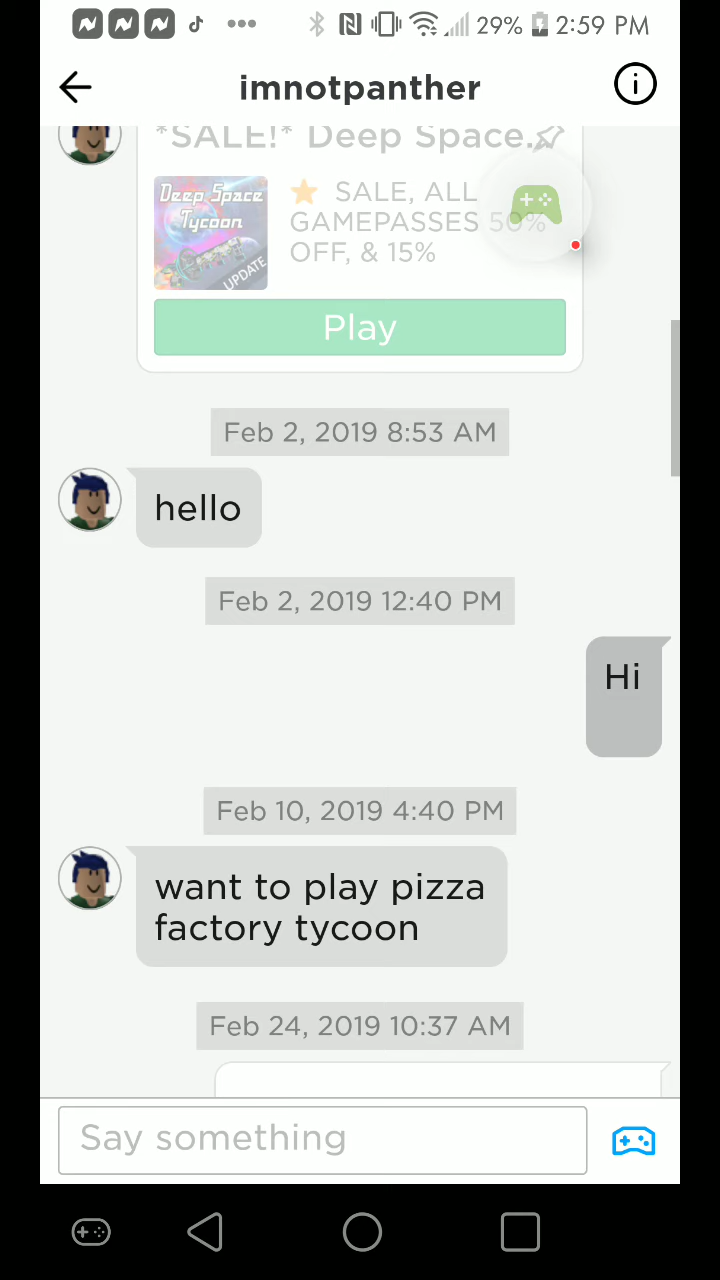 29% 2:59 PM
imnotpanther
*SALE!* Deep Space..
Deep Space
Tycoon
UPDATE
SALE, ALL
GAMEPASSES 50%
OFF, & 15%
Play
Feb 2, 2019 8:53 AM
hello
Feb 2, 2019 12:40 PM
Hi
Feb 10, 2019 4:40 PM
want to play pizza
factory tycoon
Feb 24, 2019 10:37 AM
Say something